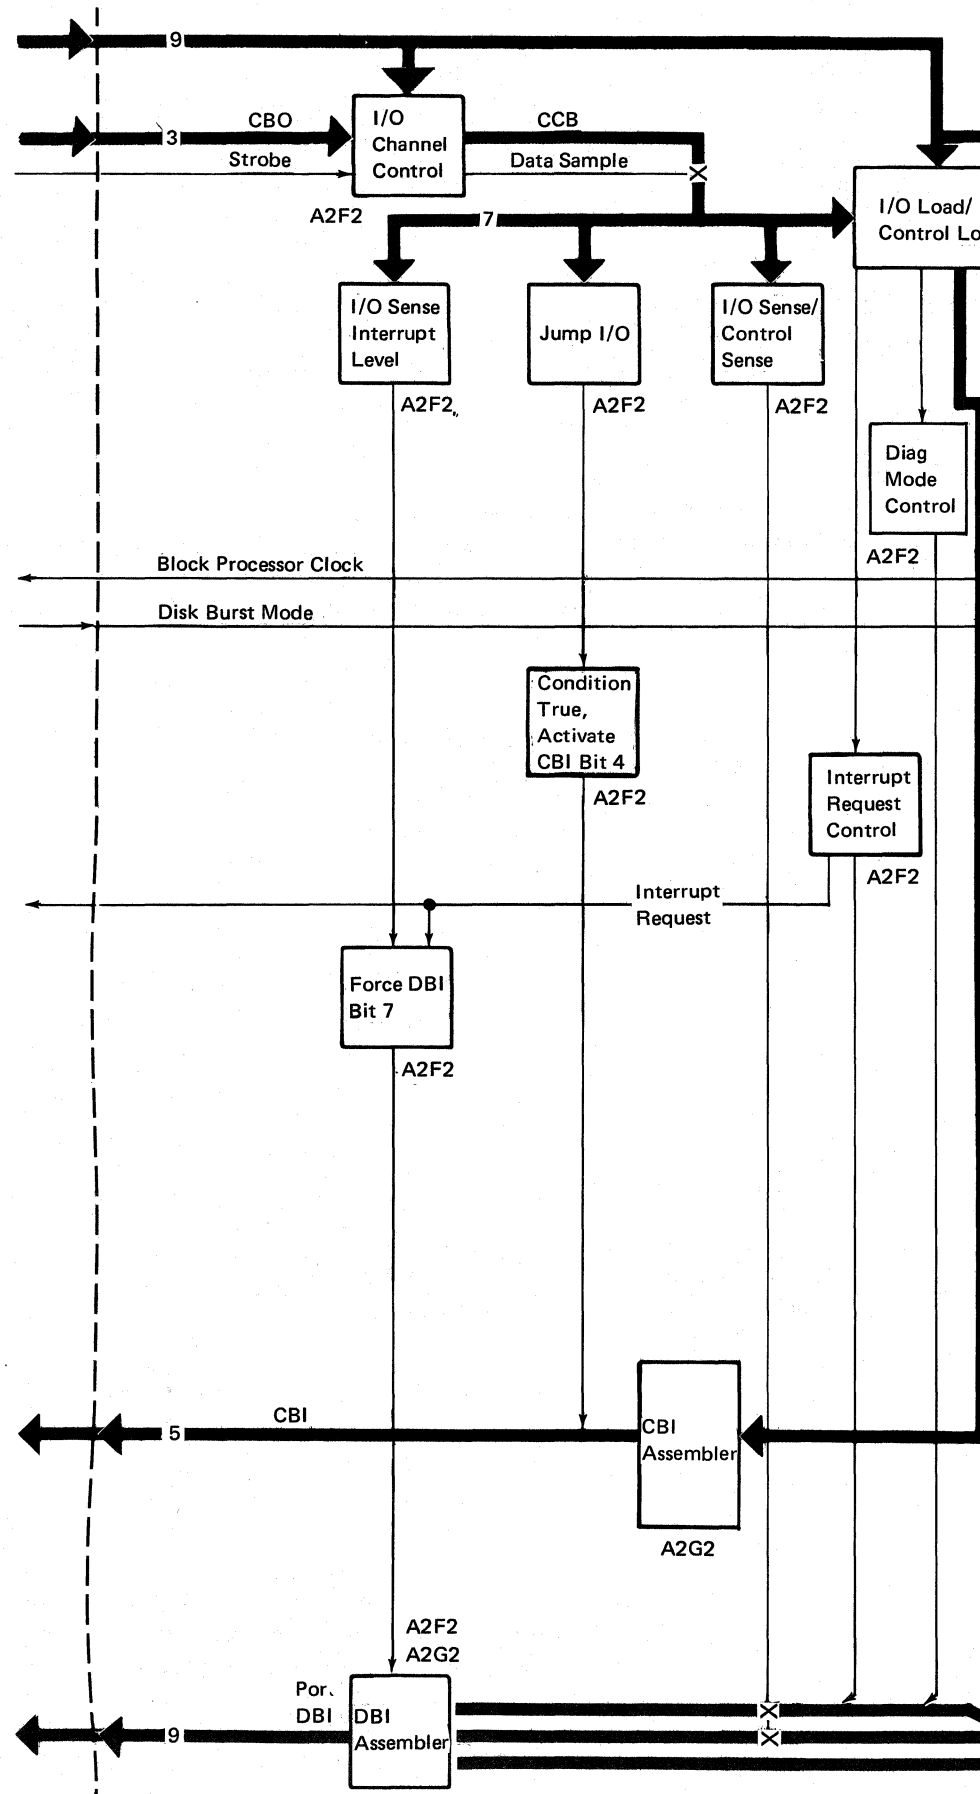 9
3
CBO
Strobe
I/O
Channel
Control
A2F2
CCB
Data Sample
X
7
I/O Load/
Control Lo
I/O Sense
Interrupt
Level
A2F2
Jump I/O
A2F2
I/O Sense/
Control
Sense
A2F2
Diag
Mode
Control
A2F2
Block Processor Clock
Disk Burst Mode
Condition
True,
Activate
CBI Bit 4
A2F2
Interrupt
Request
Control
A2F2
Interrupt
Request
Force DBI
Bit 7
A2F2
5
CBI
CBI
Assembler
A2G2
A2F2
A2G2
Por
DBI
9
DBI
Assembler
X
X